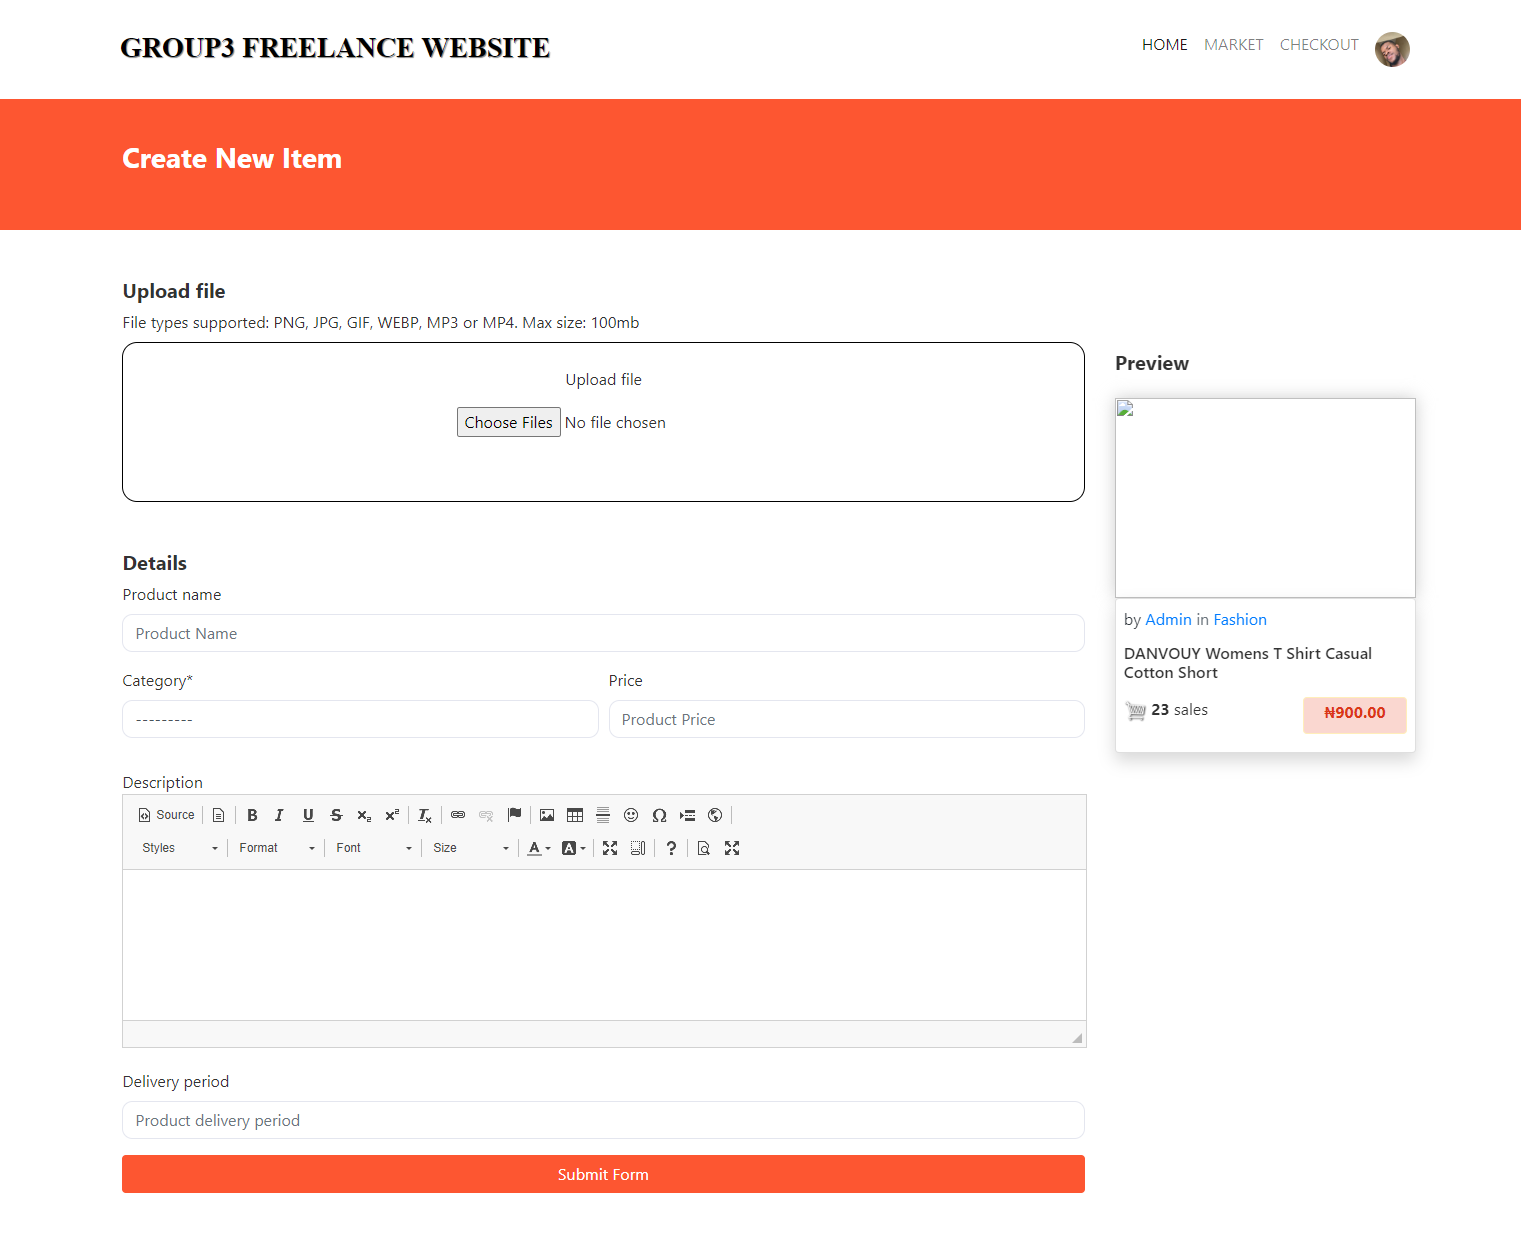 GROUP3 FREELANCE WEBSITE
HOME MARKET CHECKOUT
Create New Item
Upload file
File types supported: PNG, JPG, GIF, WEBP, MP3 or MP4. Max size: 100mb
Upload file
Choose Files No file chosen
Details
Product name
Product Name
Category* Price
--------- Product Price
Description
Source B I U S x₂ x² Ix Ω
Styles Format Font Size A A ?
Delivery period
Product delivery period
Submit Form
Preview
by Admin in Fashion
DANVOUY Womens T Shirt Casual
Cotton Short
23 sales ₦900.00